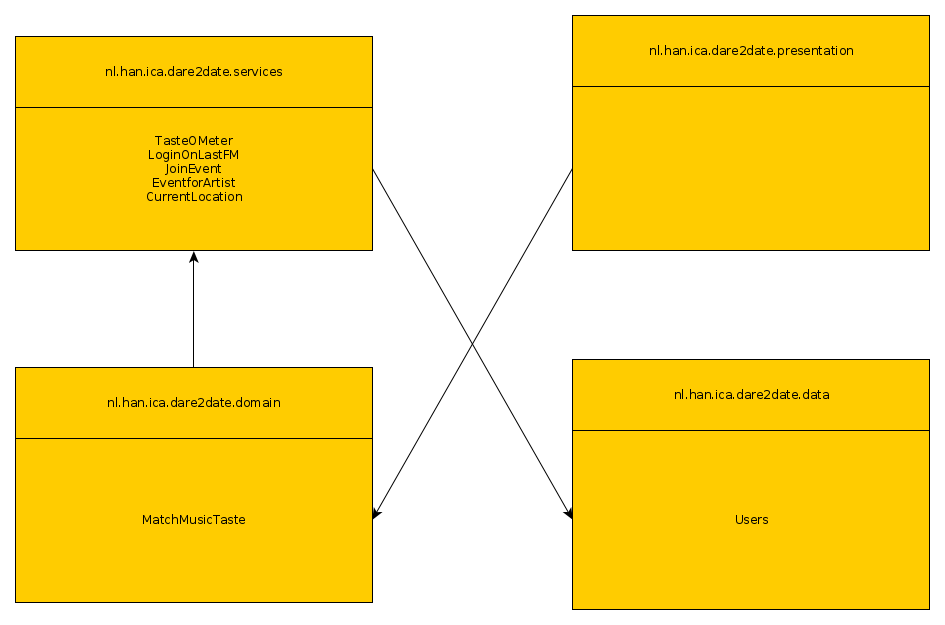 nl.han.ica.dare2date.services
TasteOMeter
LoginOnLastFM
JoinEvent
EventforArtist
CurrentLocation
nl.han.ica.dare2date.presentation
nl.han.ica.dare2date.domain
MatchMusicTaste
nl.han.ica.dare2date.data
Users